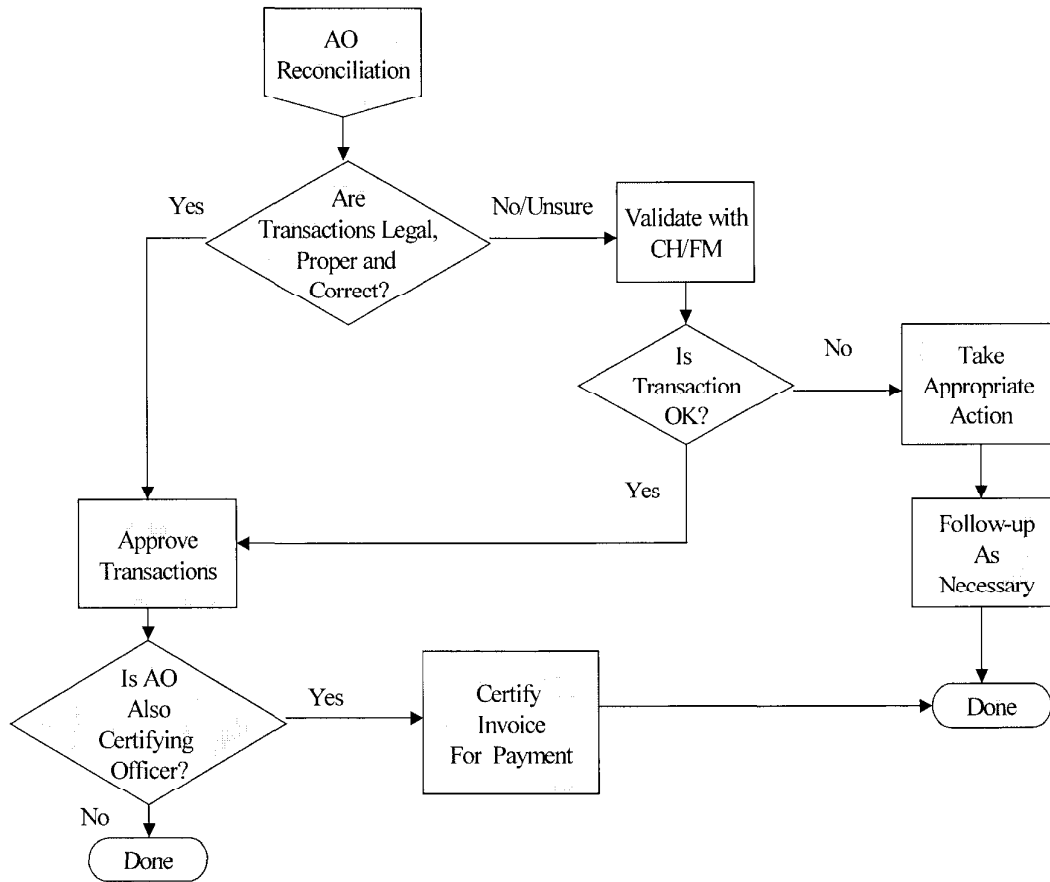 AO
Reconciliation
Yes
Are
Transactions Legal,
Proper and
Correct?
No/Unsure
Validate with
CH/FM
Is
Transaction
OK?
No
Take
Appropriate
Action
Yes
Approve
Transactions
Follow-up
As
Necessary
Is AO
Also
Certifying
Officer?
Yes
Certify
Invoice
For Payment
Done
No
Done